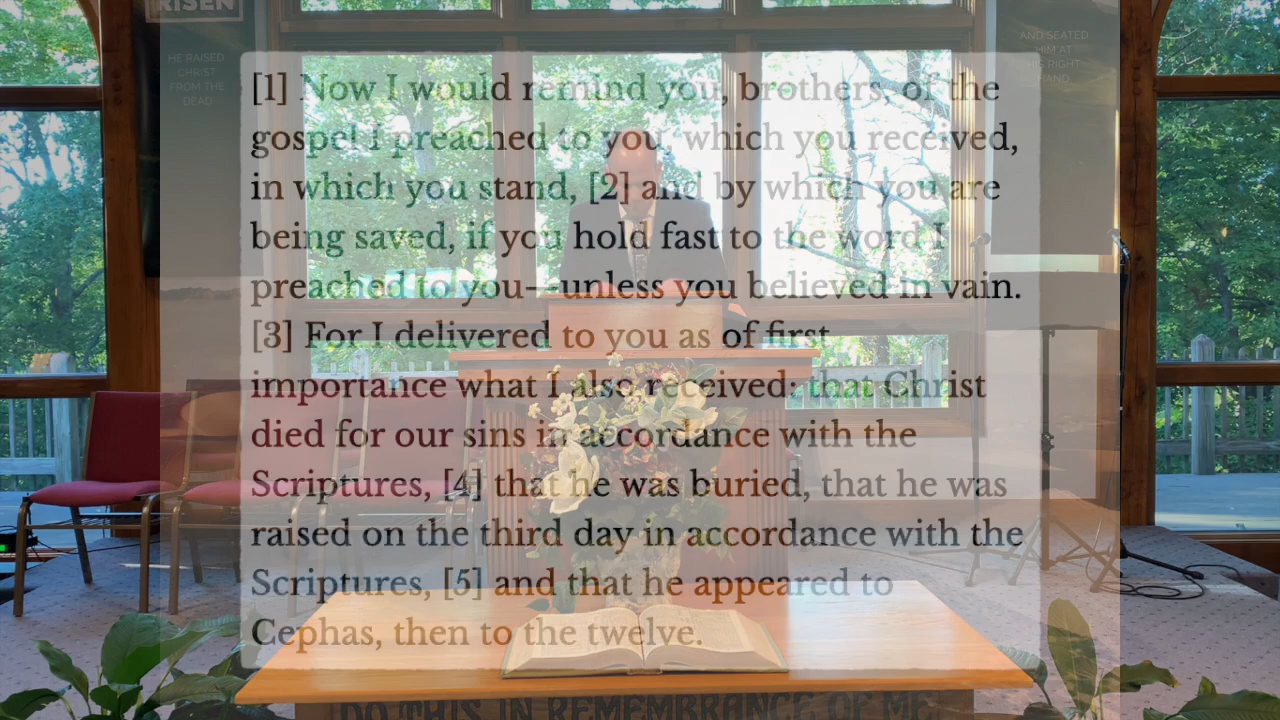 RISEN
HE RAISED
CHRIST
FROM THE
DEAD
AND SEATED
HIM AT
HIS RIGHT
HAND
[1] Now I would remind you, brothers, of the
gospel I preached to you, which you received,
in which you stand, [2] and by which you are
being saved, if you hold fast to the word I
preached to you—unless you believed in vain.
[3] For I delivered to you as of first
importance what I also received: that Christ
died for our sins in accordance with the
Scriptures, [4] that he was buried, that he was
raised on the third day in accordance with the
Scriptures, [5] and that he appeared to
Cephas, then to the twelve.
DO THIS IN REMEMBRANCE OF ME